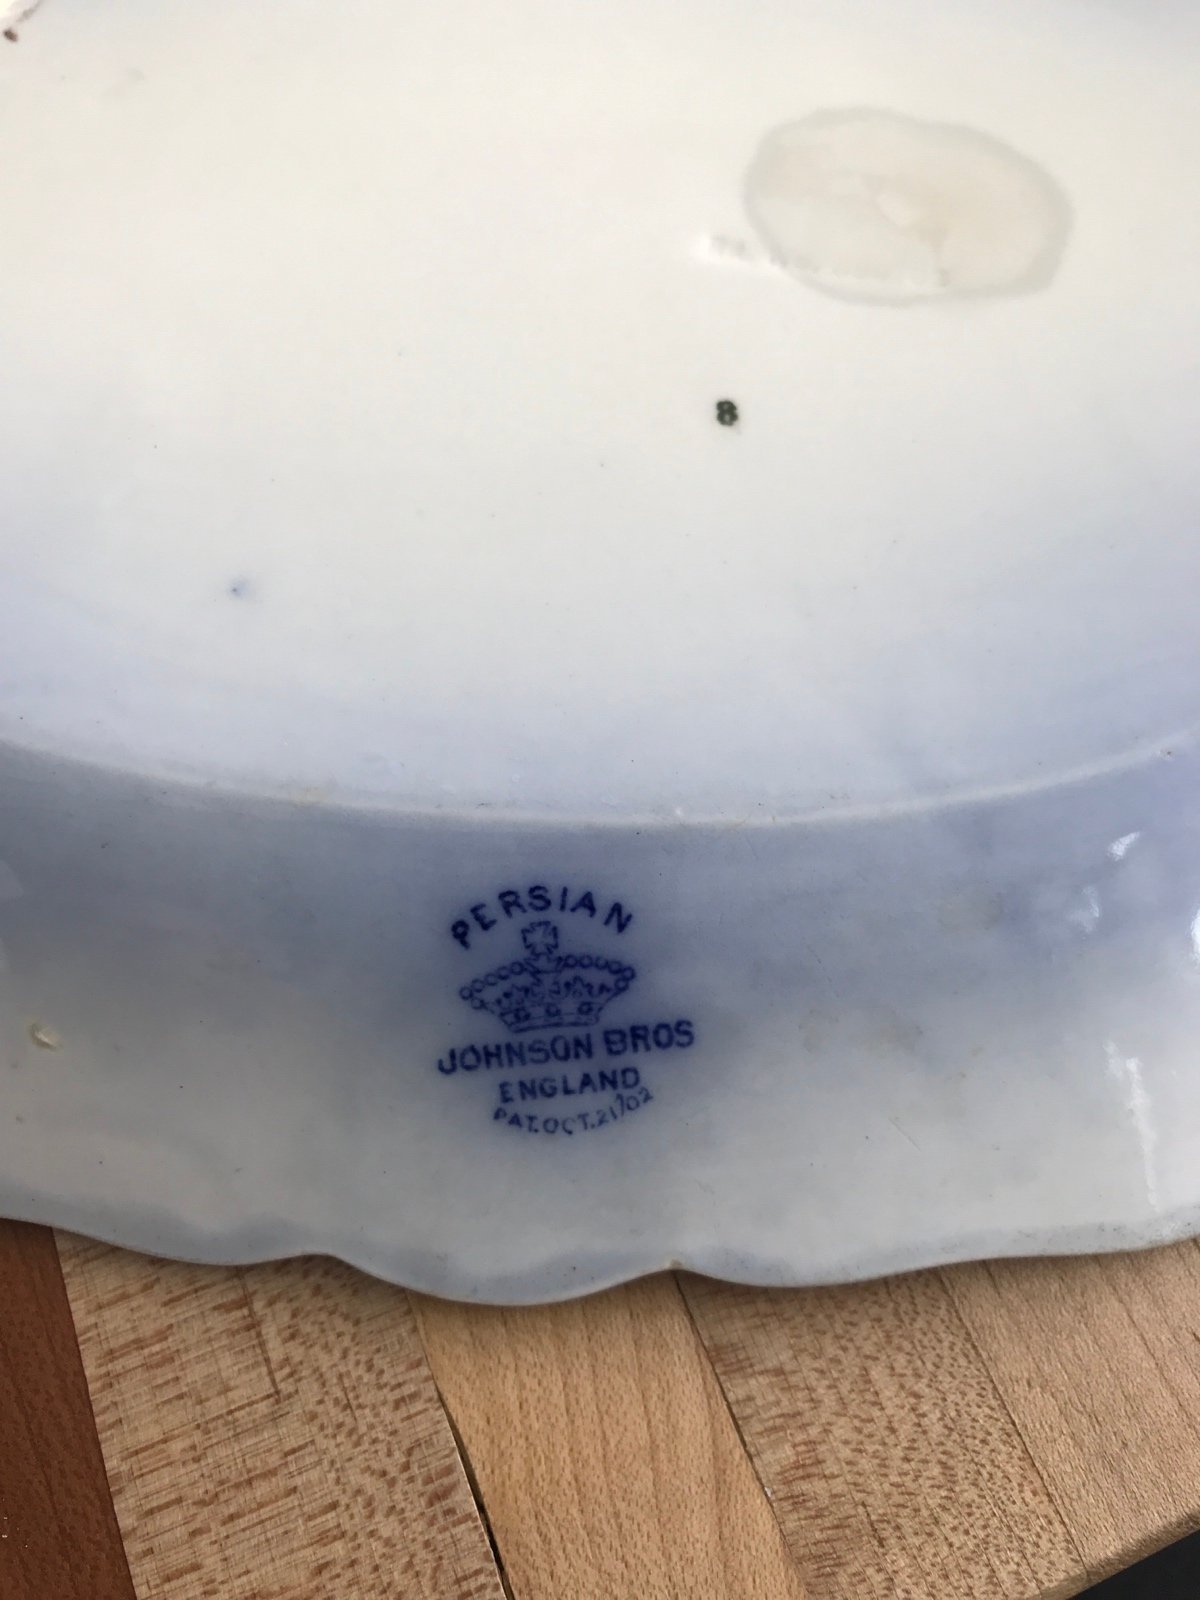 8
PERSIAN
JOHNSON BROS
ENGLAND
PAT. OCT. 21/02